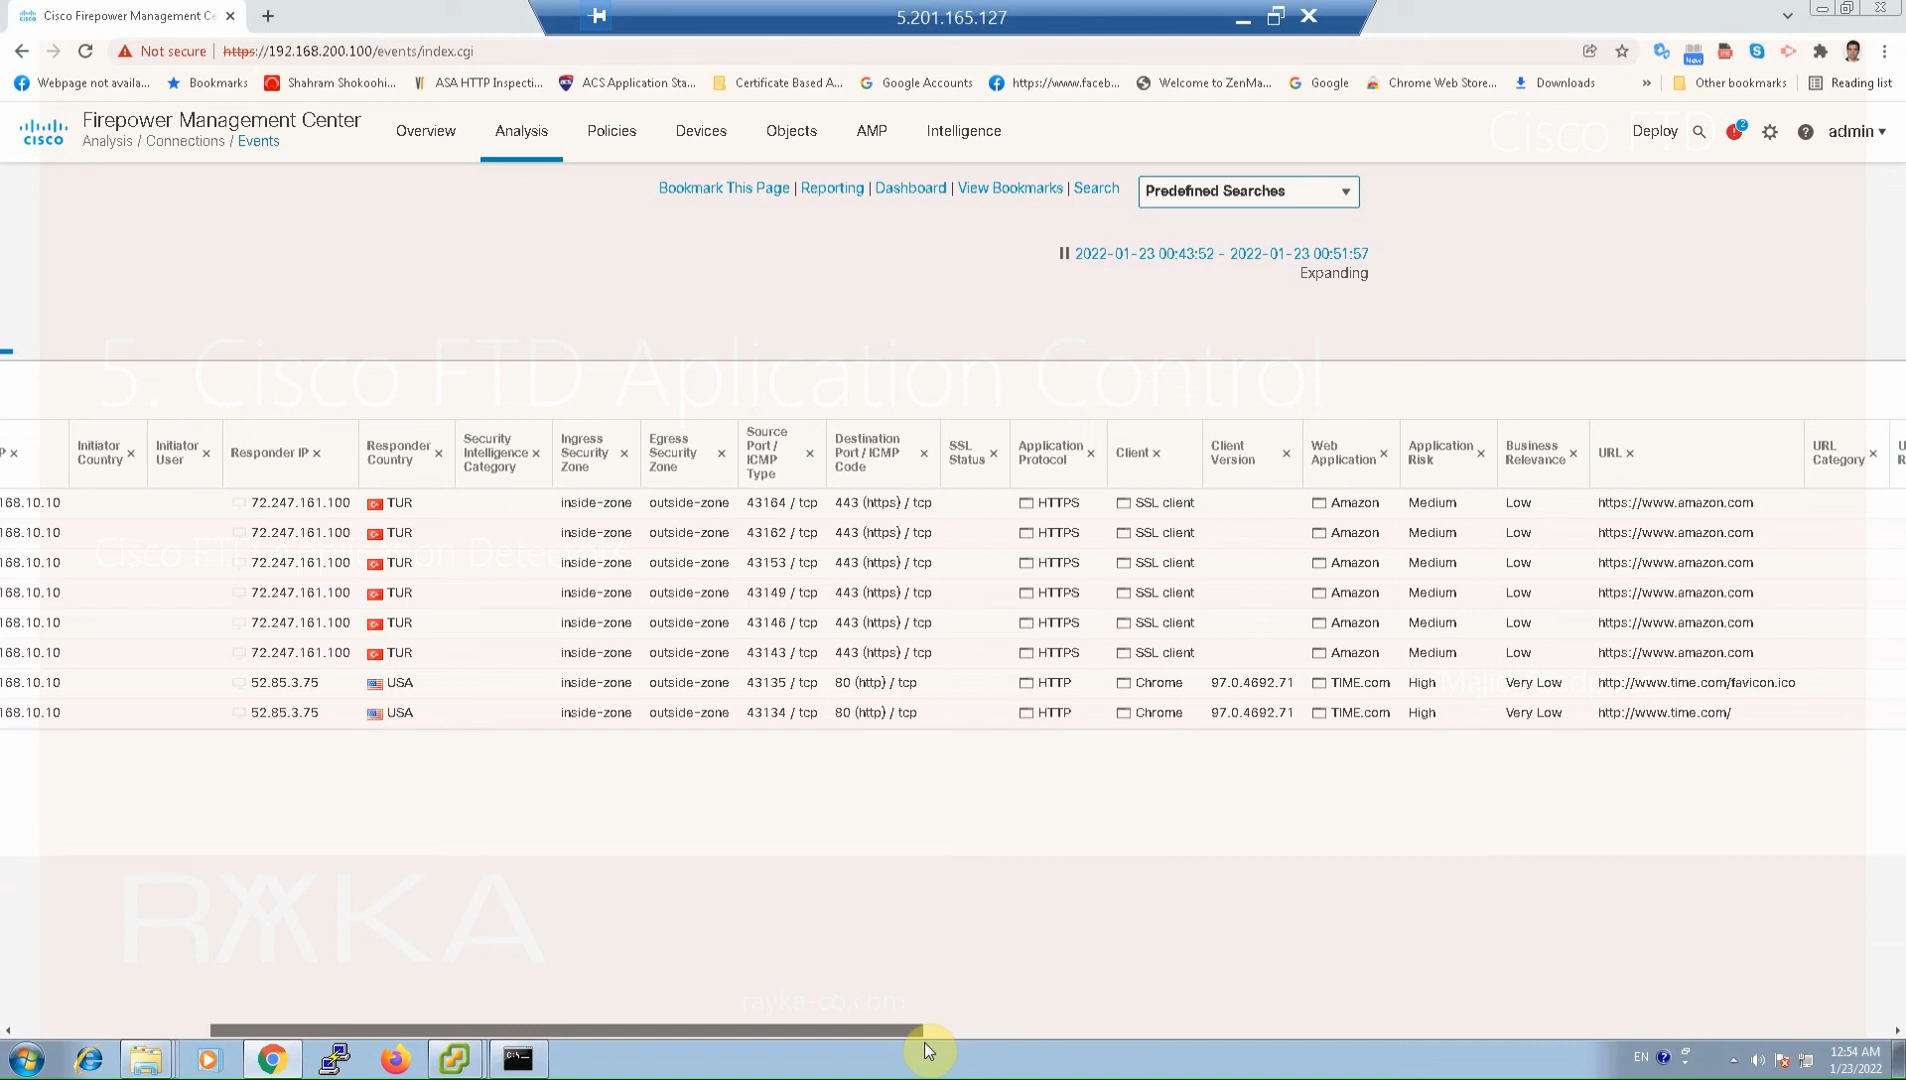 Cisco Firepower Management Ce
5.201.165.127
Not secure | https://192.168.200.100/events/index.cgi
Webpage not availa... Bookmarks Shahram Shokoohi... ASA HTTP Inspecti... ACS Application Sta... Certificate Based A... Google Accounts https://www.faceb... Welcome to ZenMa... Google Chrome Web Store... Downloads » Other bookmarks Reading list
Firepower Management Center
Analysis / Connections / Events
Overview Analysis Policies Devices Objects AMP Intelligence
Deploy 2 admin
cisco
Cisco FTD
Bookmark This Page | Reporting | Dashboard | View Bookmarks | Search Predefined Searches
2022-01-23 00:43:52 - 2022-01-23 00:51:57
Expanding
5. Cisco FTD Aplication Control
P Initiator Country Initiator User Responder IP Responder Country Security Intelligence Category Ingress Security Zone Egress Security Zone Source Port / ICMP Type Destination Port / ICMP Code SSL Status Application Protocol Client Client Version Web Application Application Risk Business Relevance URL URL Category
168.10.10 72.247.161.100 TUR inside-zone outside-zone 43164 / tcp 443 (https) / tcp HTTPS SSL client Amazon Medium Low https://www.amazon.com
168.10.10 72.247.161.100 TUR inside-zone outside-zone 43162 / tcp 443 (https) / tcp HTTPS SSL client Amazon Medium Low https://www.amazon.com
Cisco FTD Application Detectors
168.10.10 72.247.161.100 TUR inside-zone outside-zone 43153 / tcp 443 (https) / tcp HTTPS SSL client Amazon Medium Low https://www.amazon.com
168.10.10 72.247.161.100 TUR inside-zone outside-zone 43149 / tcp 443 (https) / tcp HTTPS SSL client Amazon Medium Low https://www.amazon.com
168.10.10 72.247.161.100 TUR inside-zone outside-zone 43146 / tcp 443 (https) / tcp HTTPS SSL client Amazon Medium Low https://www.amazon.com
168.10.10 72.247.161.100 TUR inside-zone outside-zone 43143 / tcp 443 (https) / tcp HTTPS SSL client Amazon Medium Low https://www.amazon.com
168.10.10 52.85.3.75 USA inside-zone outside-zone 43135 / tcp 80 (http) / tcp HTTP Chrome 97.0.4692.71 TIME.com High Very Low http://www.time.com/favicon.ico
168.10.10 52.85.3.75 USA inside-zone outside-zone 43134 / tcp 80 (http) / tcp HTTP Chrome 97.0.4692.71 TIME.com High Very Low http://www.time.com/
RAYKA
rayka-co.com
EN 12:54 AM
1/23/2022